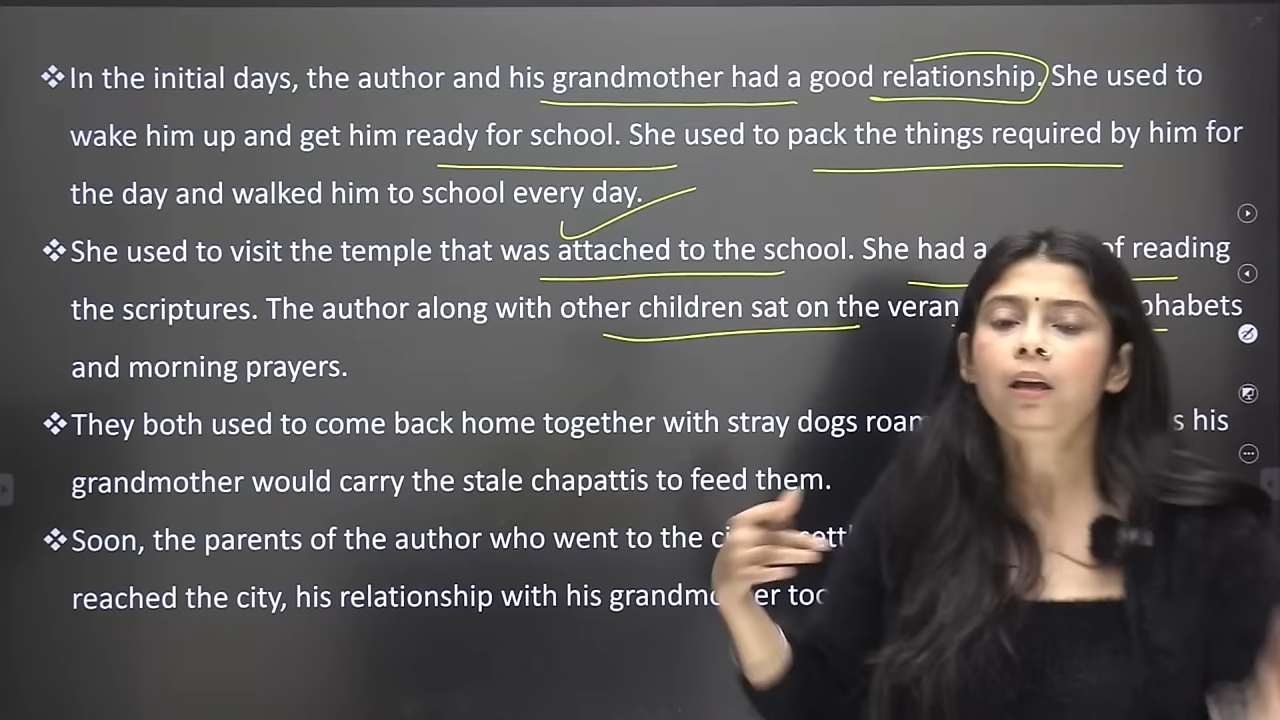 ❖In the initial days, the author and his grandmother had a good relationship. She used to
wake him up and get him ready for school. She used to pack the things required by him for
the day and walked him to school every day.
❖She used to visit the temple that was attached to the school. She had a of reading
the scriptures. The author along with other children sat on the
and morning prayers.
❖They both used to come back home together with stray dogs his
grandmother would carry the stale chapattis to feed them.
❖Soon, the parents of the author who went to the
reached the city, his relationship with his